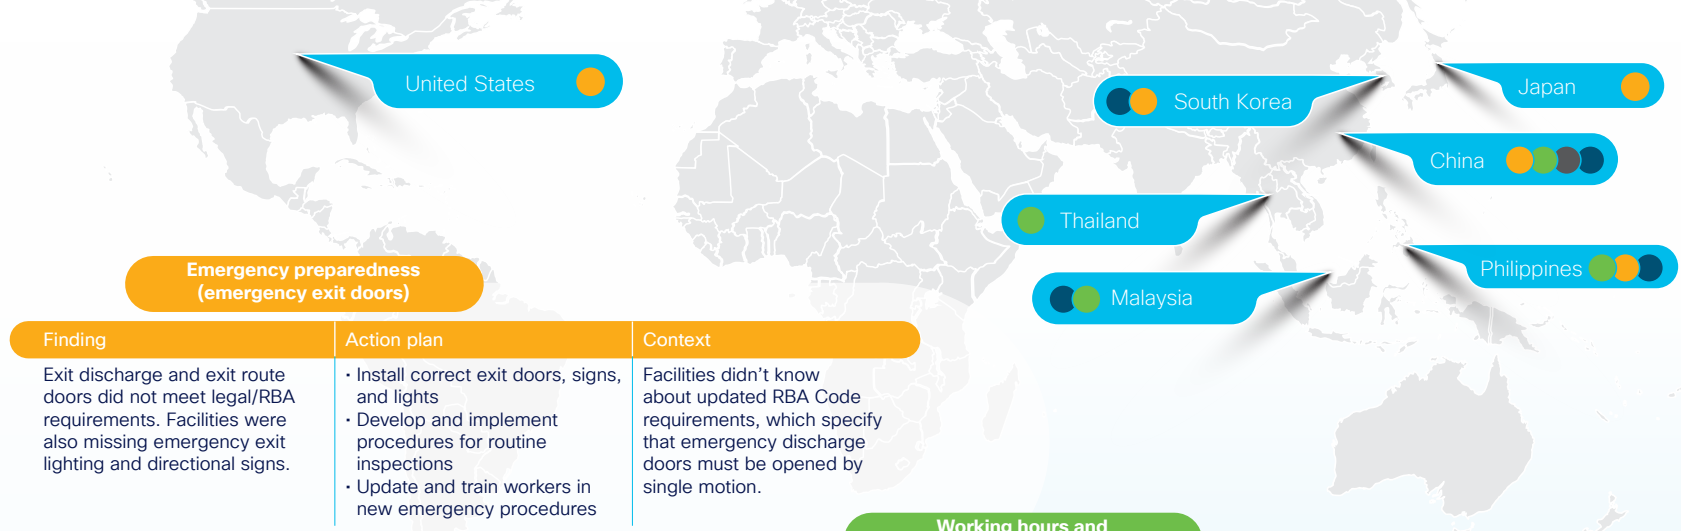 United States
South Korea
Japan
China
Thailand
Philippines
Malaysia
Emergency preparedness
(emergency exit doors)
Finding
Action plan
Context
Exit discharge and exit route
doors did not meet legal/RBA
requirements. Facilities were
also missing emergency exit
lighting and directional signs.
· Install correct exit doors, signs,
and lights
· Develop and implement
procedures for routine
inspections
· Update and train workers in
new emergency procedures
Facilities didn’t know
about updated RBA Code
requirements, which specify
that emergency discharge
doors must be opened by
single motion.
Working hours and